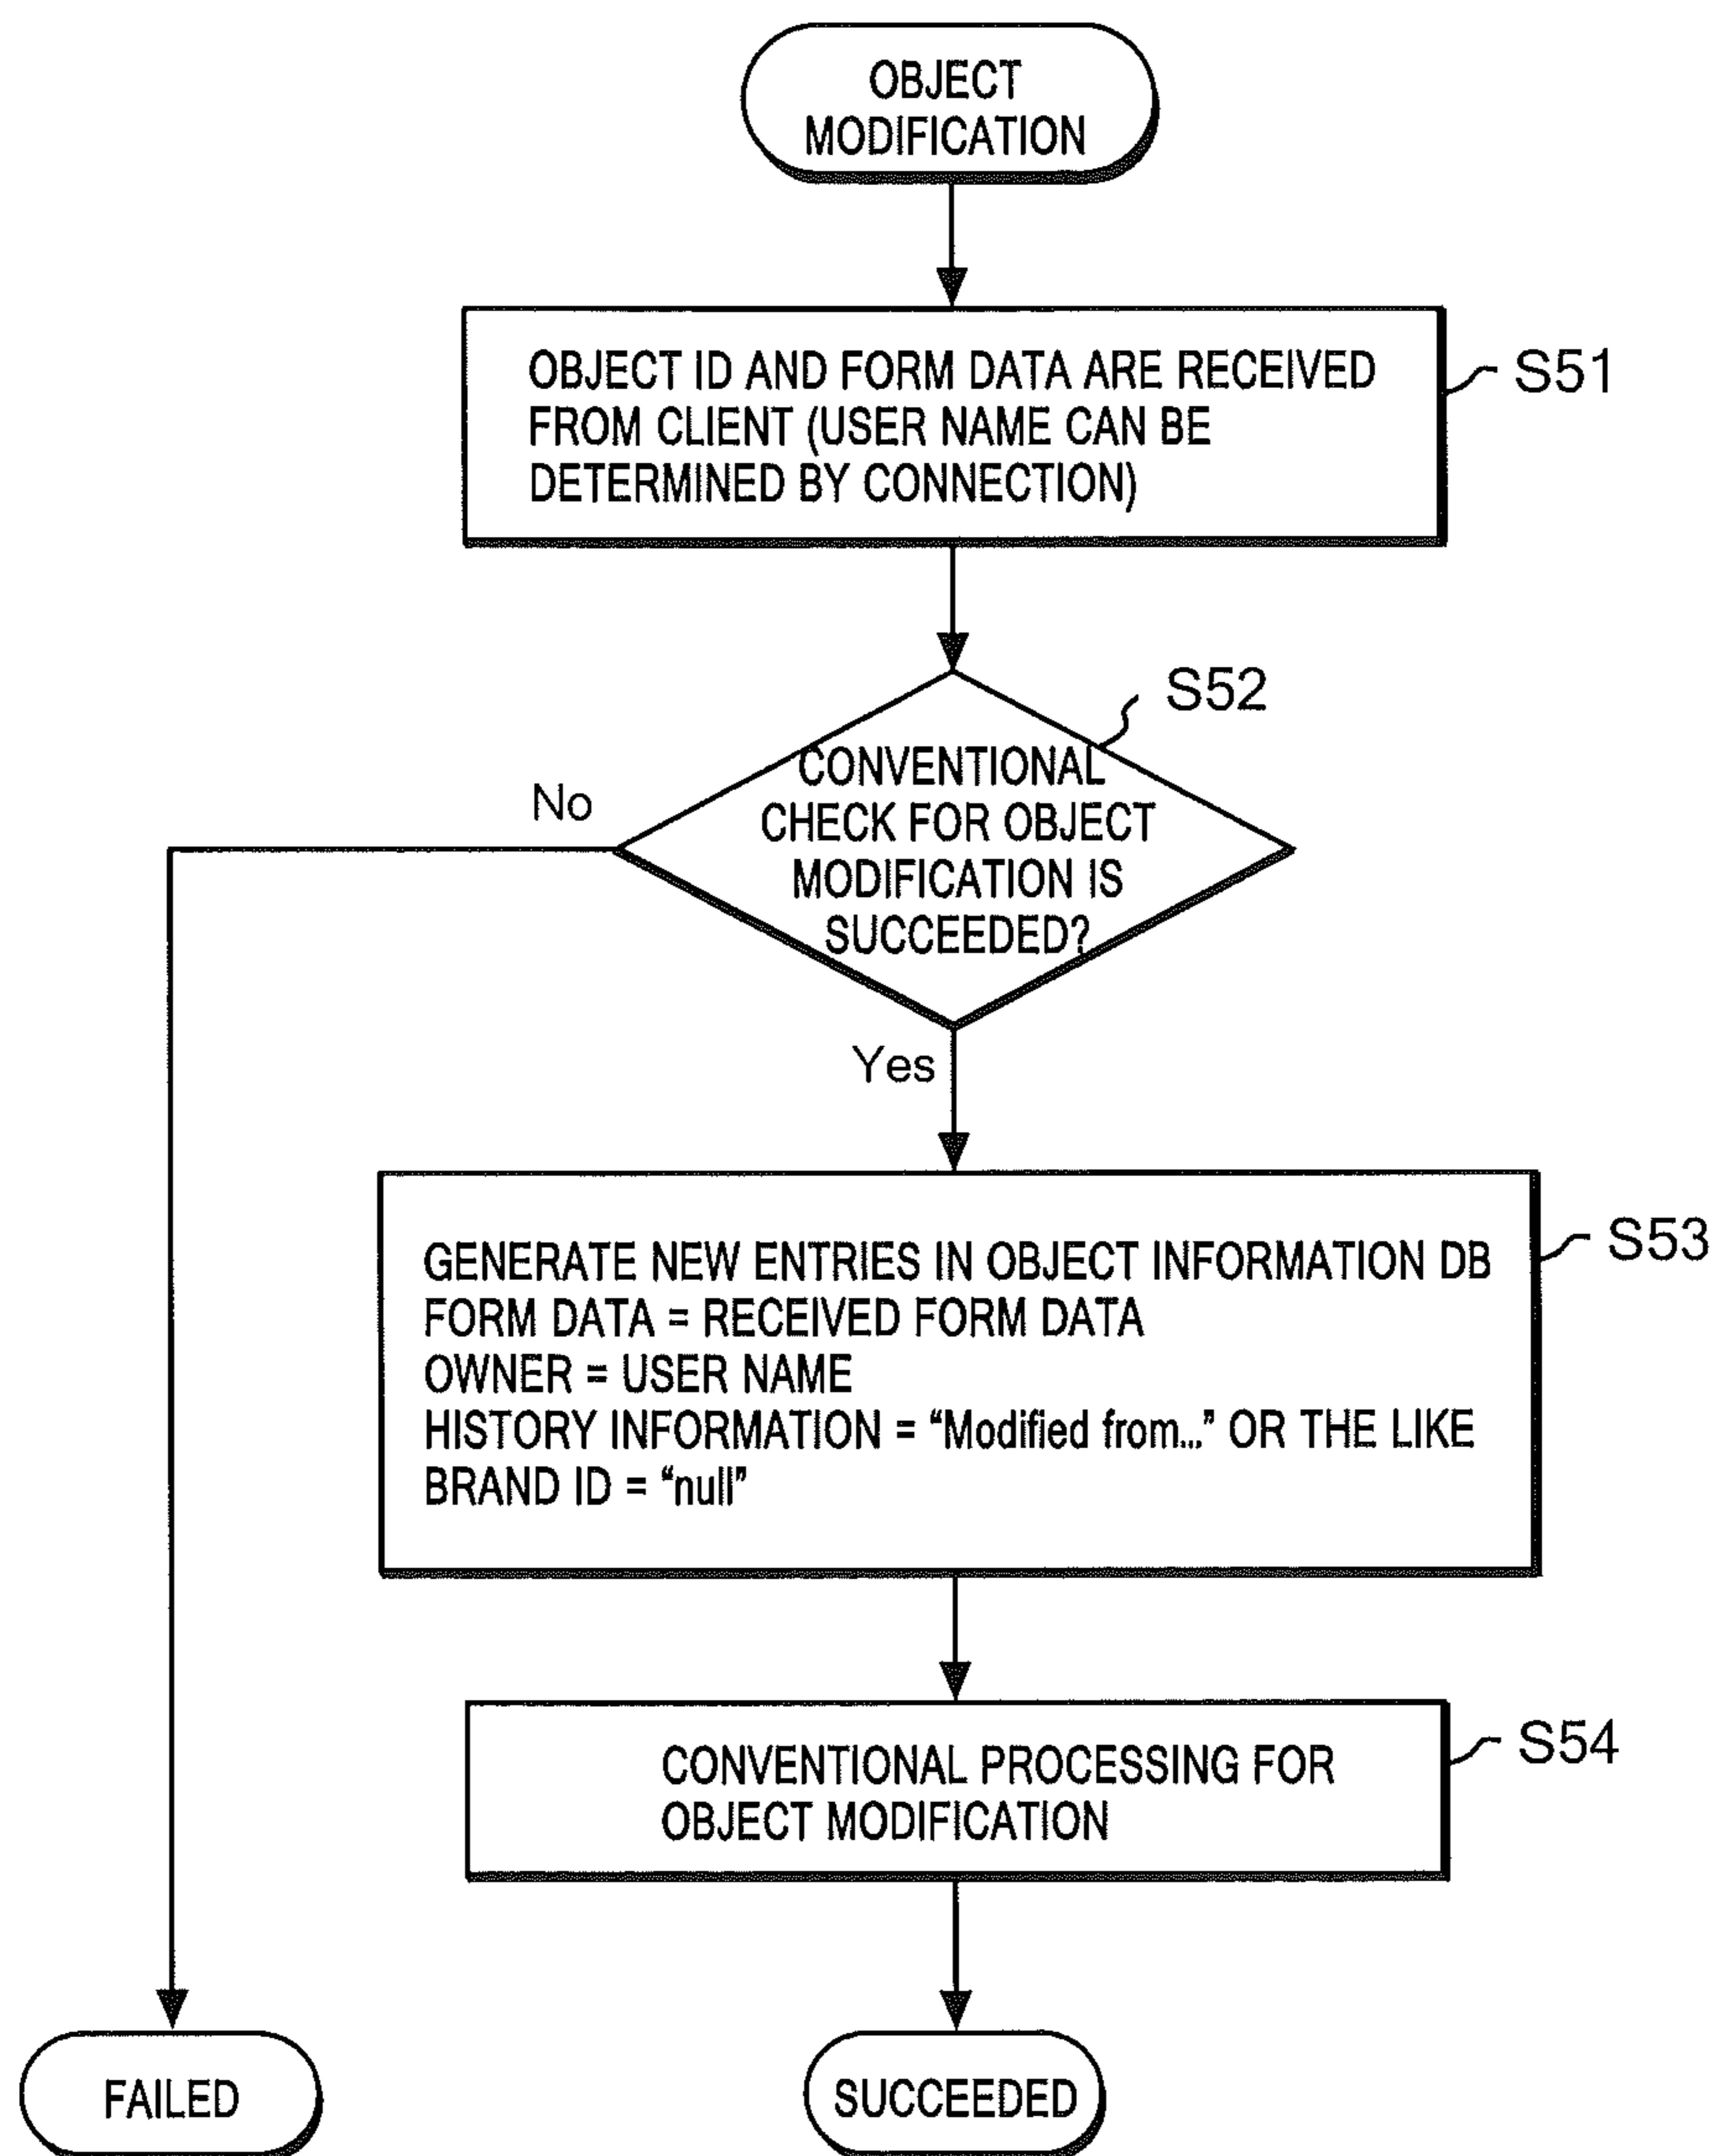 OBJECT
MODIFICATION
OBJECT ID AND FORM DATA ARE RECEIVED
FROM CLIENT (USER NAME CAN BE
DETERMINED BY CONNECTION)
S51
S52
CONVENTIONAL
CHECK FOR OBJECT
MODIFICATION IS
SUCCEEDED?
No
Yes
GENERATE NEW ENTRIES IN OBJECT INFORMATION DB
FORM DATA = RECEIVED FORM DATA
OWNER = USER NAME
HISTORY INFORMATION = “Modified from...” OR THE LIKE
BRAND ID = “null”
S53
CONVENTIONAL PROCESSING FOR
OBJECT MODIFICATION
S54
FAILED
SUCCEEDED